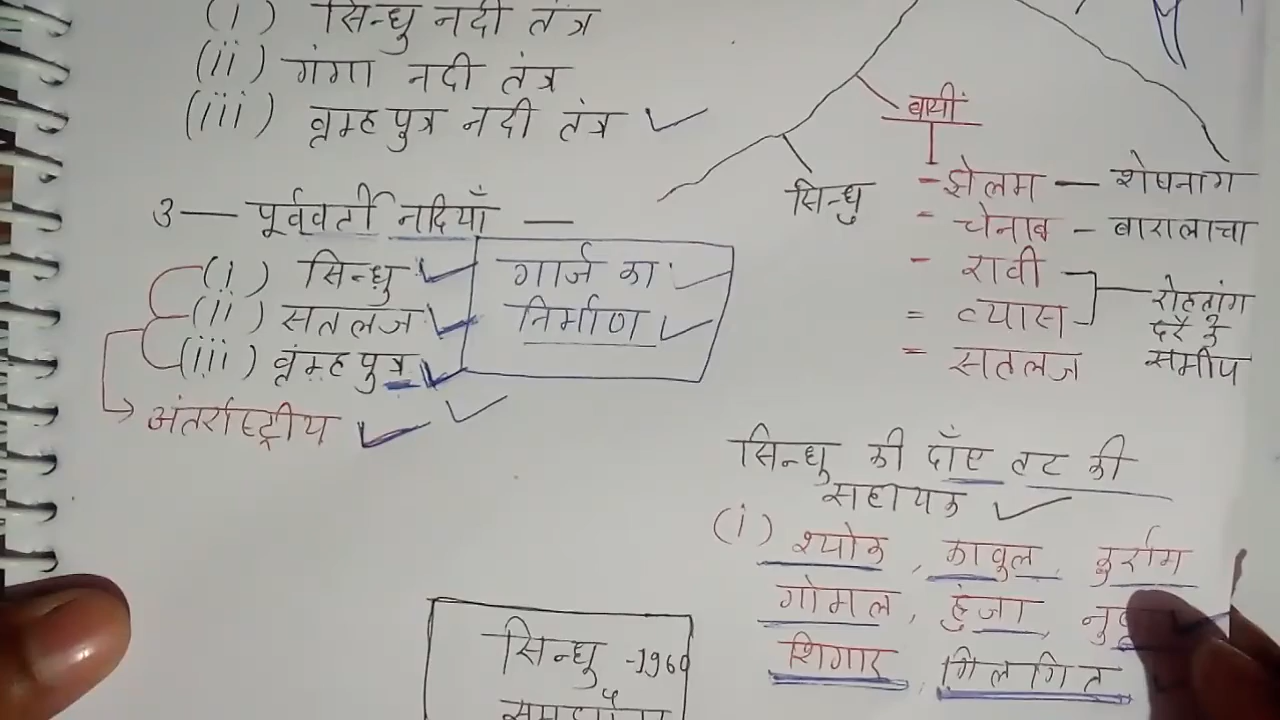 (i) सिन्धु नदी तंत्र
(ii) गंगा नदी तंत्र
(iii) ब्रम्हपुत्र नदी तंत्र
3 — पूर्ववर्ती नदियाँ —
(i) सिन्धु
(ii) सतलज
(iii) ब्रम्हपुत्र
गार्ज का
निर्माण
अंतर्राष्ट्रीय
सिन्धु
बायीं
- झेलम — शेषनाग
- चेनाब - बारालाचा
- रावी
= व्यास
= सतलज
रोहतांग
दर्रे के
समीप
सिन्धु की दाँए तट की
सहायक
(i) श्योक, काबुल, कुर्रम
गोमल, हुंजा,
शिगार, गिलगित
सिन्धु -1960